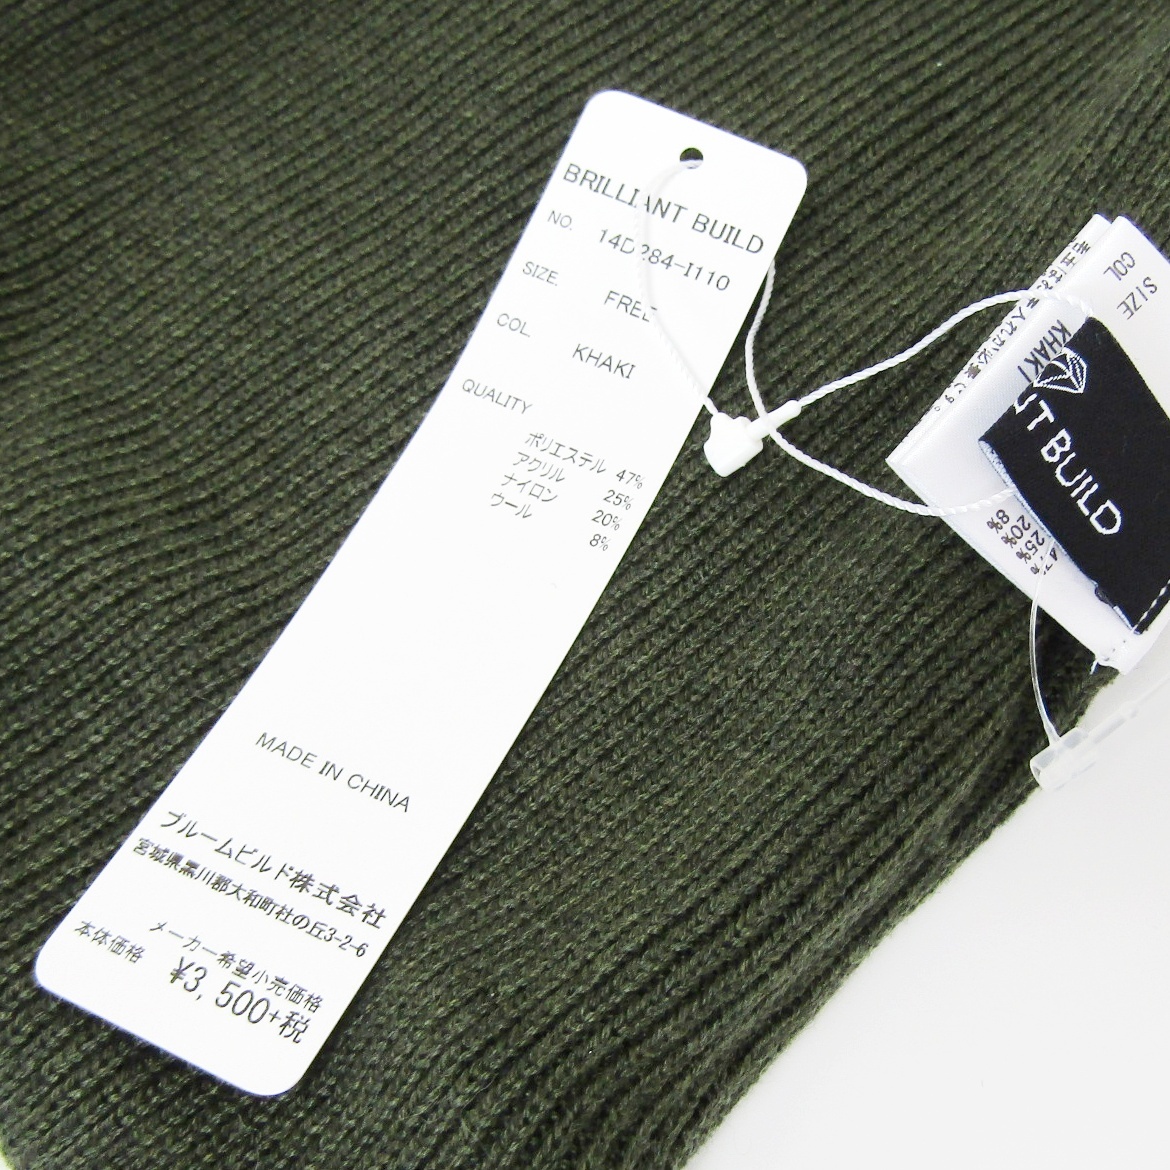 BRILLIANT BUILD
NO. 14D284-I110
SIZE. FREE
COL. KHAKI
QUALITY
ポリエステル 47%
アクリル 25%
ナイロン 20%
ウール 8%
MADE IN CHINA
ブルームビルド株式会社
宮城県黒川郡大和町杜の丘3-2-6
メーカー希望小売価格
本体価格 ¥3,500+税
SIZE
COL
KHAKI
NT BUILD
25%
20%
8%